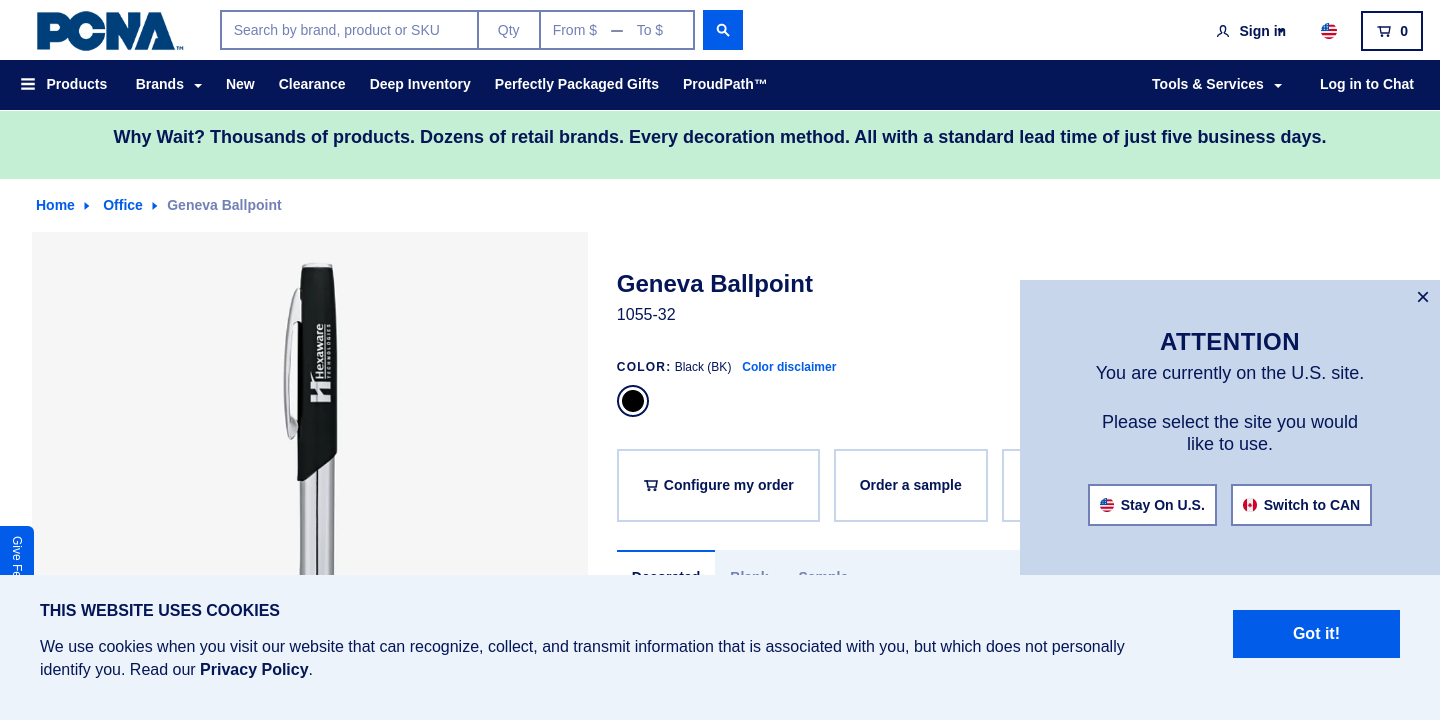 PCNA™
Search by brand, product or SKU
Qty
From $
—
To $
Sign in
0
Products
Brands
New
Clearance
Deep Inventory
Perfectly Packaged Gifts
ProudPath™
Tools & Services
Log in to Chat
Why Wait? Thousands of products. Dozens of retail brands. Every decoration method. All with a standard lead time of just five business days.
Home
Office
Geneva Ballpoint
Hexaware
TECHNOLOGIES
Geneva Ballpoint
1055-32
COLOR: Black (BK) Color disclaimer
Configure my order
Order a sample
Decorated
Blank
Sample
×
ATTENTION
You are currently on the U.S. site.
Please select the site you would
like to use.
Stay On U.S.
Switch to CAN
Give Fe
THIS WEBSITE USES COOKIES
We use cookies when you visit our website that can recognize, collect, and transmit information that is associated with you, but which does not personally
identify you. Read our Privacy Policy.
Got it!